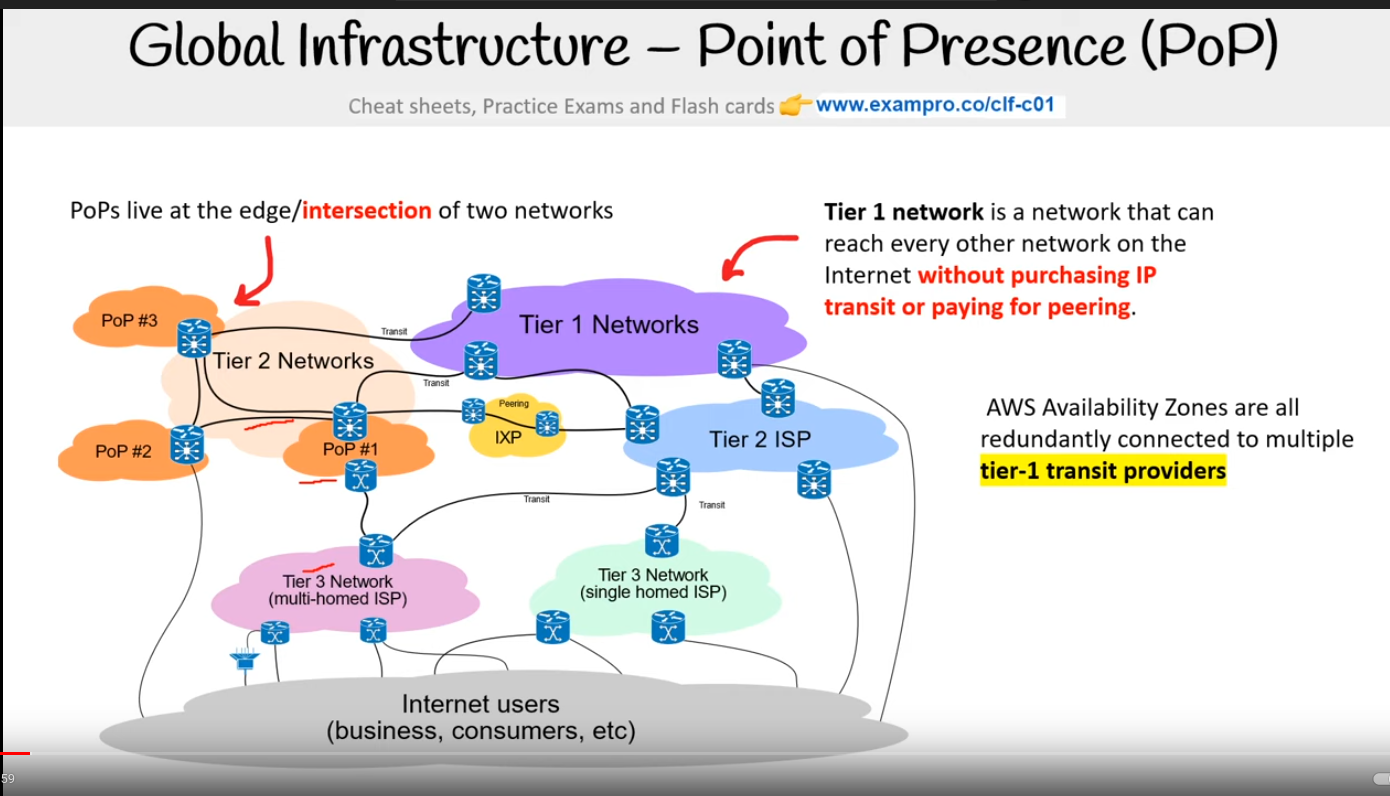 Global Infrastructure – Point of Presence (PoP)
Cheat sheets, Practice Exams and Flash cards 👉 www.exampro.co/clf-c01
PoPs live at the edge/intersection of two networks
Tier 1 network is a network that can
reach every other network on the
Internet without purchasing IP
transit or paying for peering.
PoP #3
Tier 1 Networks
Transit
Tier 2 Networks
Transit
Peering
IXP
AWS Availability Zones are all
redundantly connected to multiple
tier-1 transit providers
Tier 2 ISP
PoP #2
PoP #1
Transit
Transit
Tier 3 Network
(multi-homed ISP)
Tier 3 Network
(single homed ISP)
Internet users
(business, consumers, etc)
59